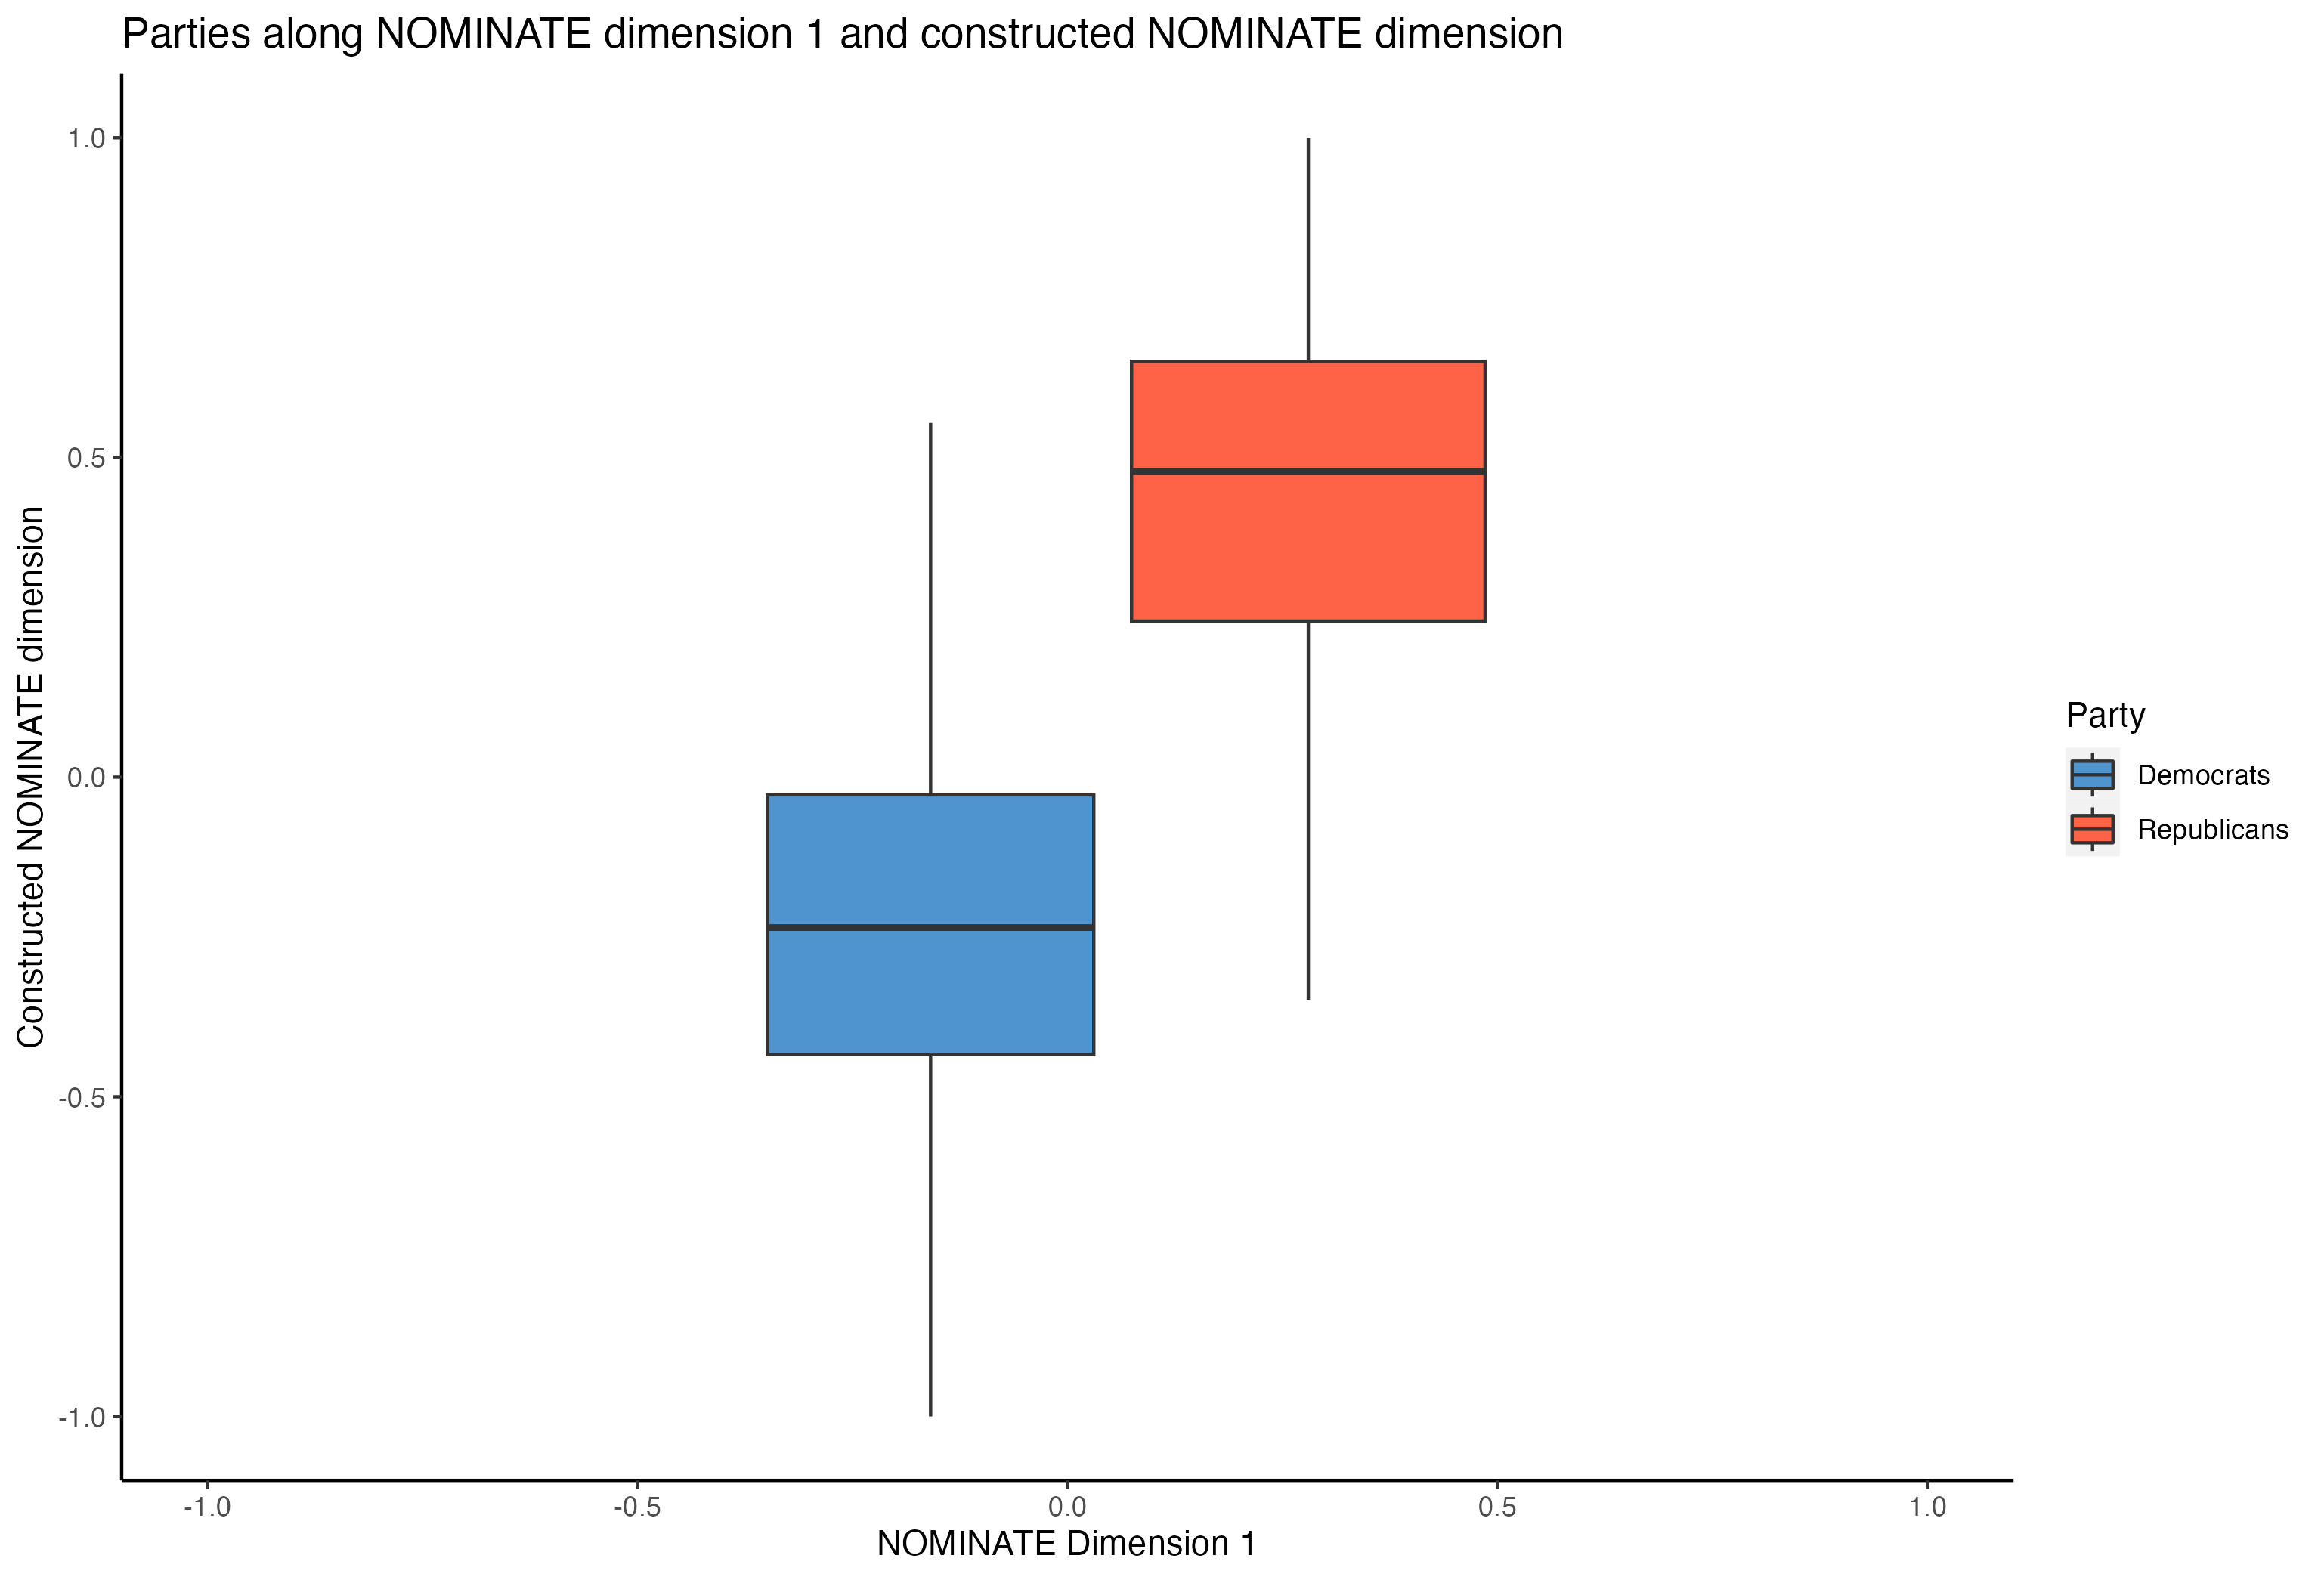 Parties along NOMINATE dimension 1 and constructed NOMINATE dimension
Constructed NOMINATE dimension
1.0
0.5
0.0
-0.5
-1.0
-1.0 -0.5 0.0 0.5 1.0
NOMINATE Dimension 1
Party
Democrats
Republicans